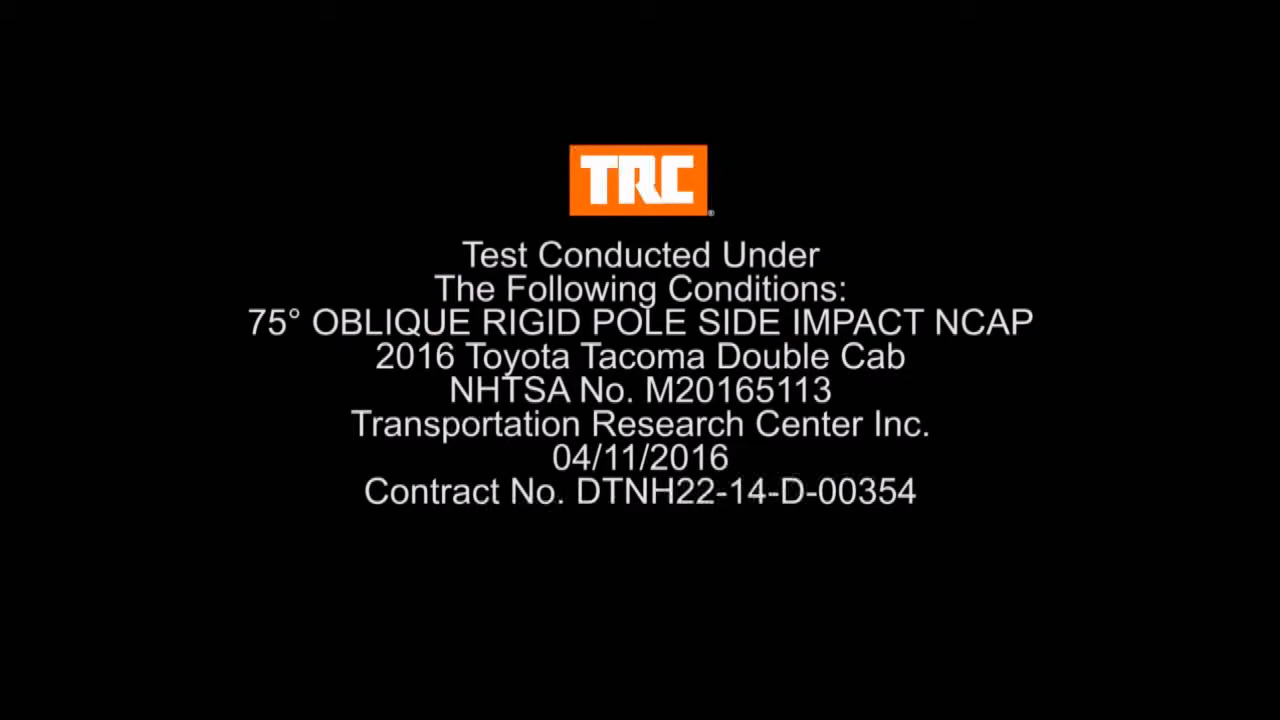 TRC
Test Conducted Under
The Following Conditions:
75° OBLIQUE RIGID POLE SIDE IMPACT NCAP
2016 Toyota Tacoma Double Cab
NHTSA No. M20165113
Transportation Research Center Inc.
04/11/2016
Contract No. DTNH22-14-D-00354